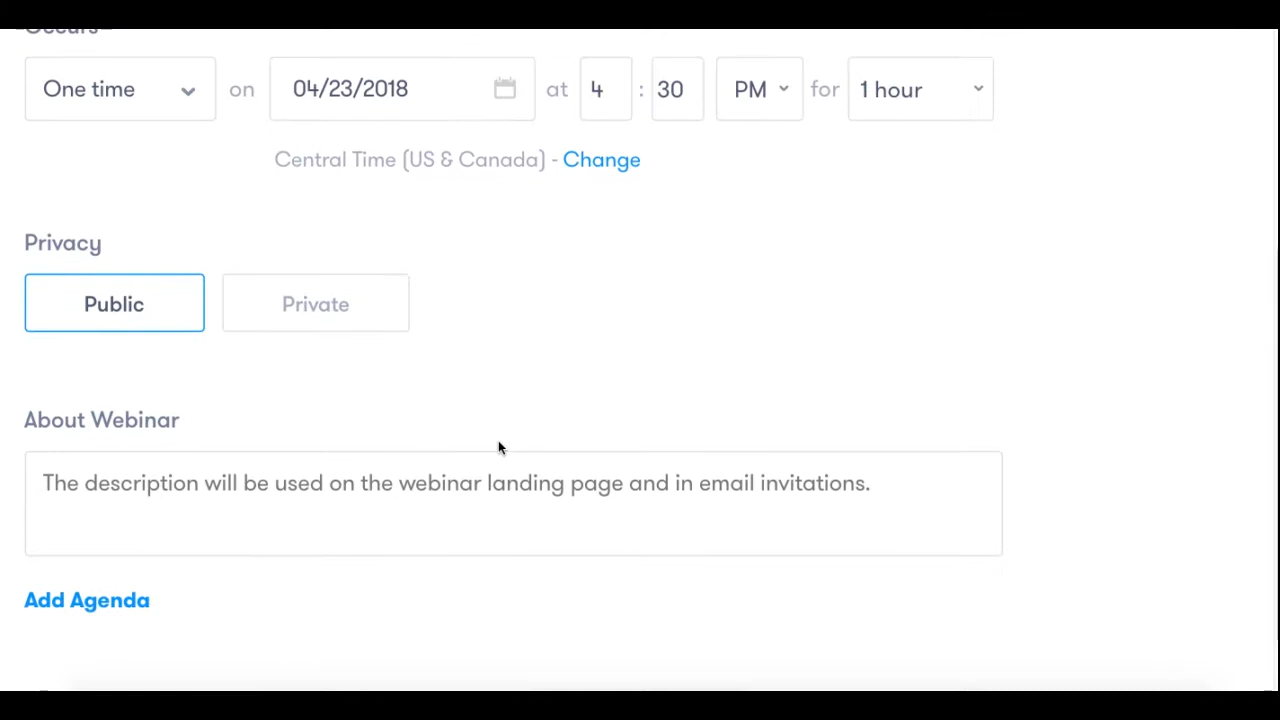 Occurs
One time on 04/23/2018 at 4 : 30 PM for 1 hour
Central Time (US & Canada) - Change
Privacy
Public Private
About Webinar
The description will be used on the webinar landing page and in email invitations.
Add Agenda